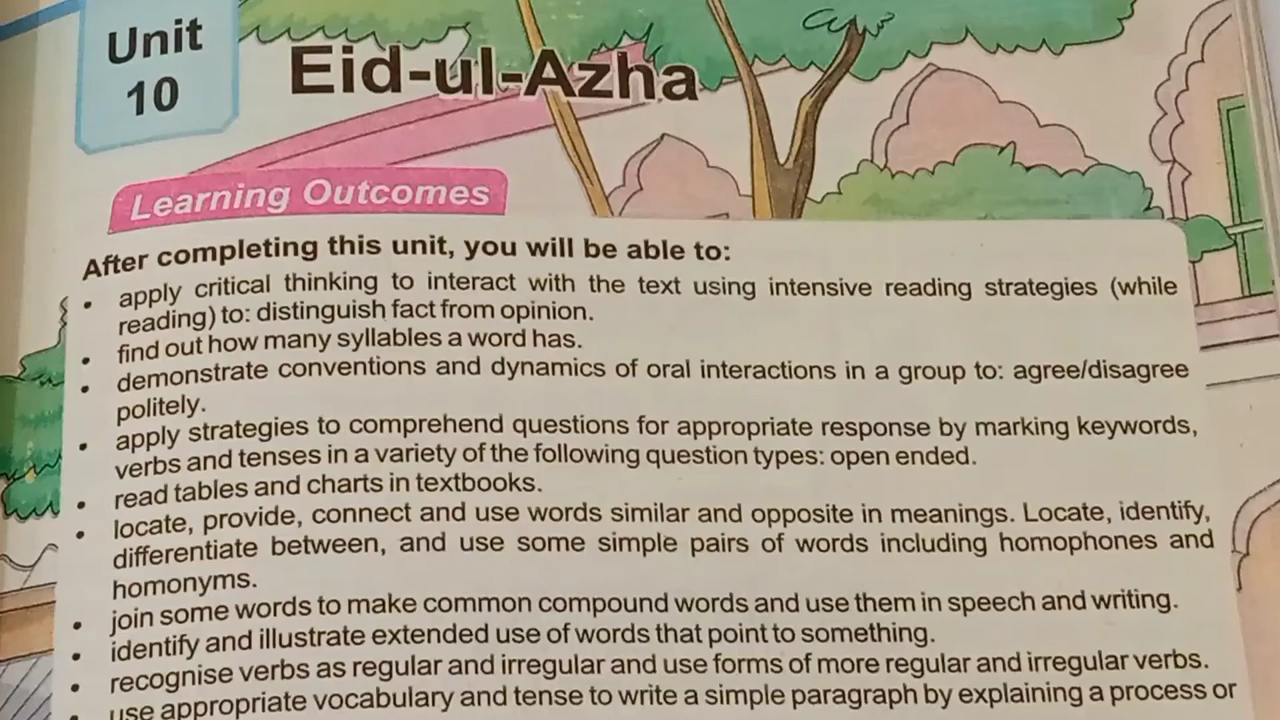 Unit
10
Eid-ul-Azha
Learning Outcomes
After completing this unit, you will be able to:
• apply critical thinking to interact with the text using intensive reading strategies (while
reading) to: distinguish fact from opinion.
• find out how many syllables a word has.
• demonstrate conventions and dynamics of oral interactions in a group to: agree/disagree
politely.
• apply strategies to comprehend questions for appropriate response by marking keywords,
verbs and tenses in a variety of the following question types: open ended.
• read tables and charts in textbooks.
• locate, provide, connect and use words similar and opposite in meanings. Locate, identify,
differentiate between, and use some simple pairs of words including homophones and
homonyms.
• join some words to make common compound words and use them in speech and writing.
• identify and illustrate extended use of words that point to something.
• recognise verbs as regular and irregular and use forms of more regular and irregular verbs.
• use appropriate vocabulary and tense to write a simple paragraph by explaining a process or